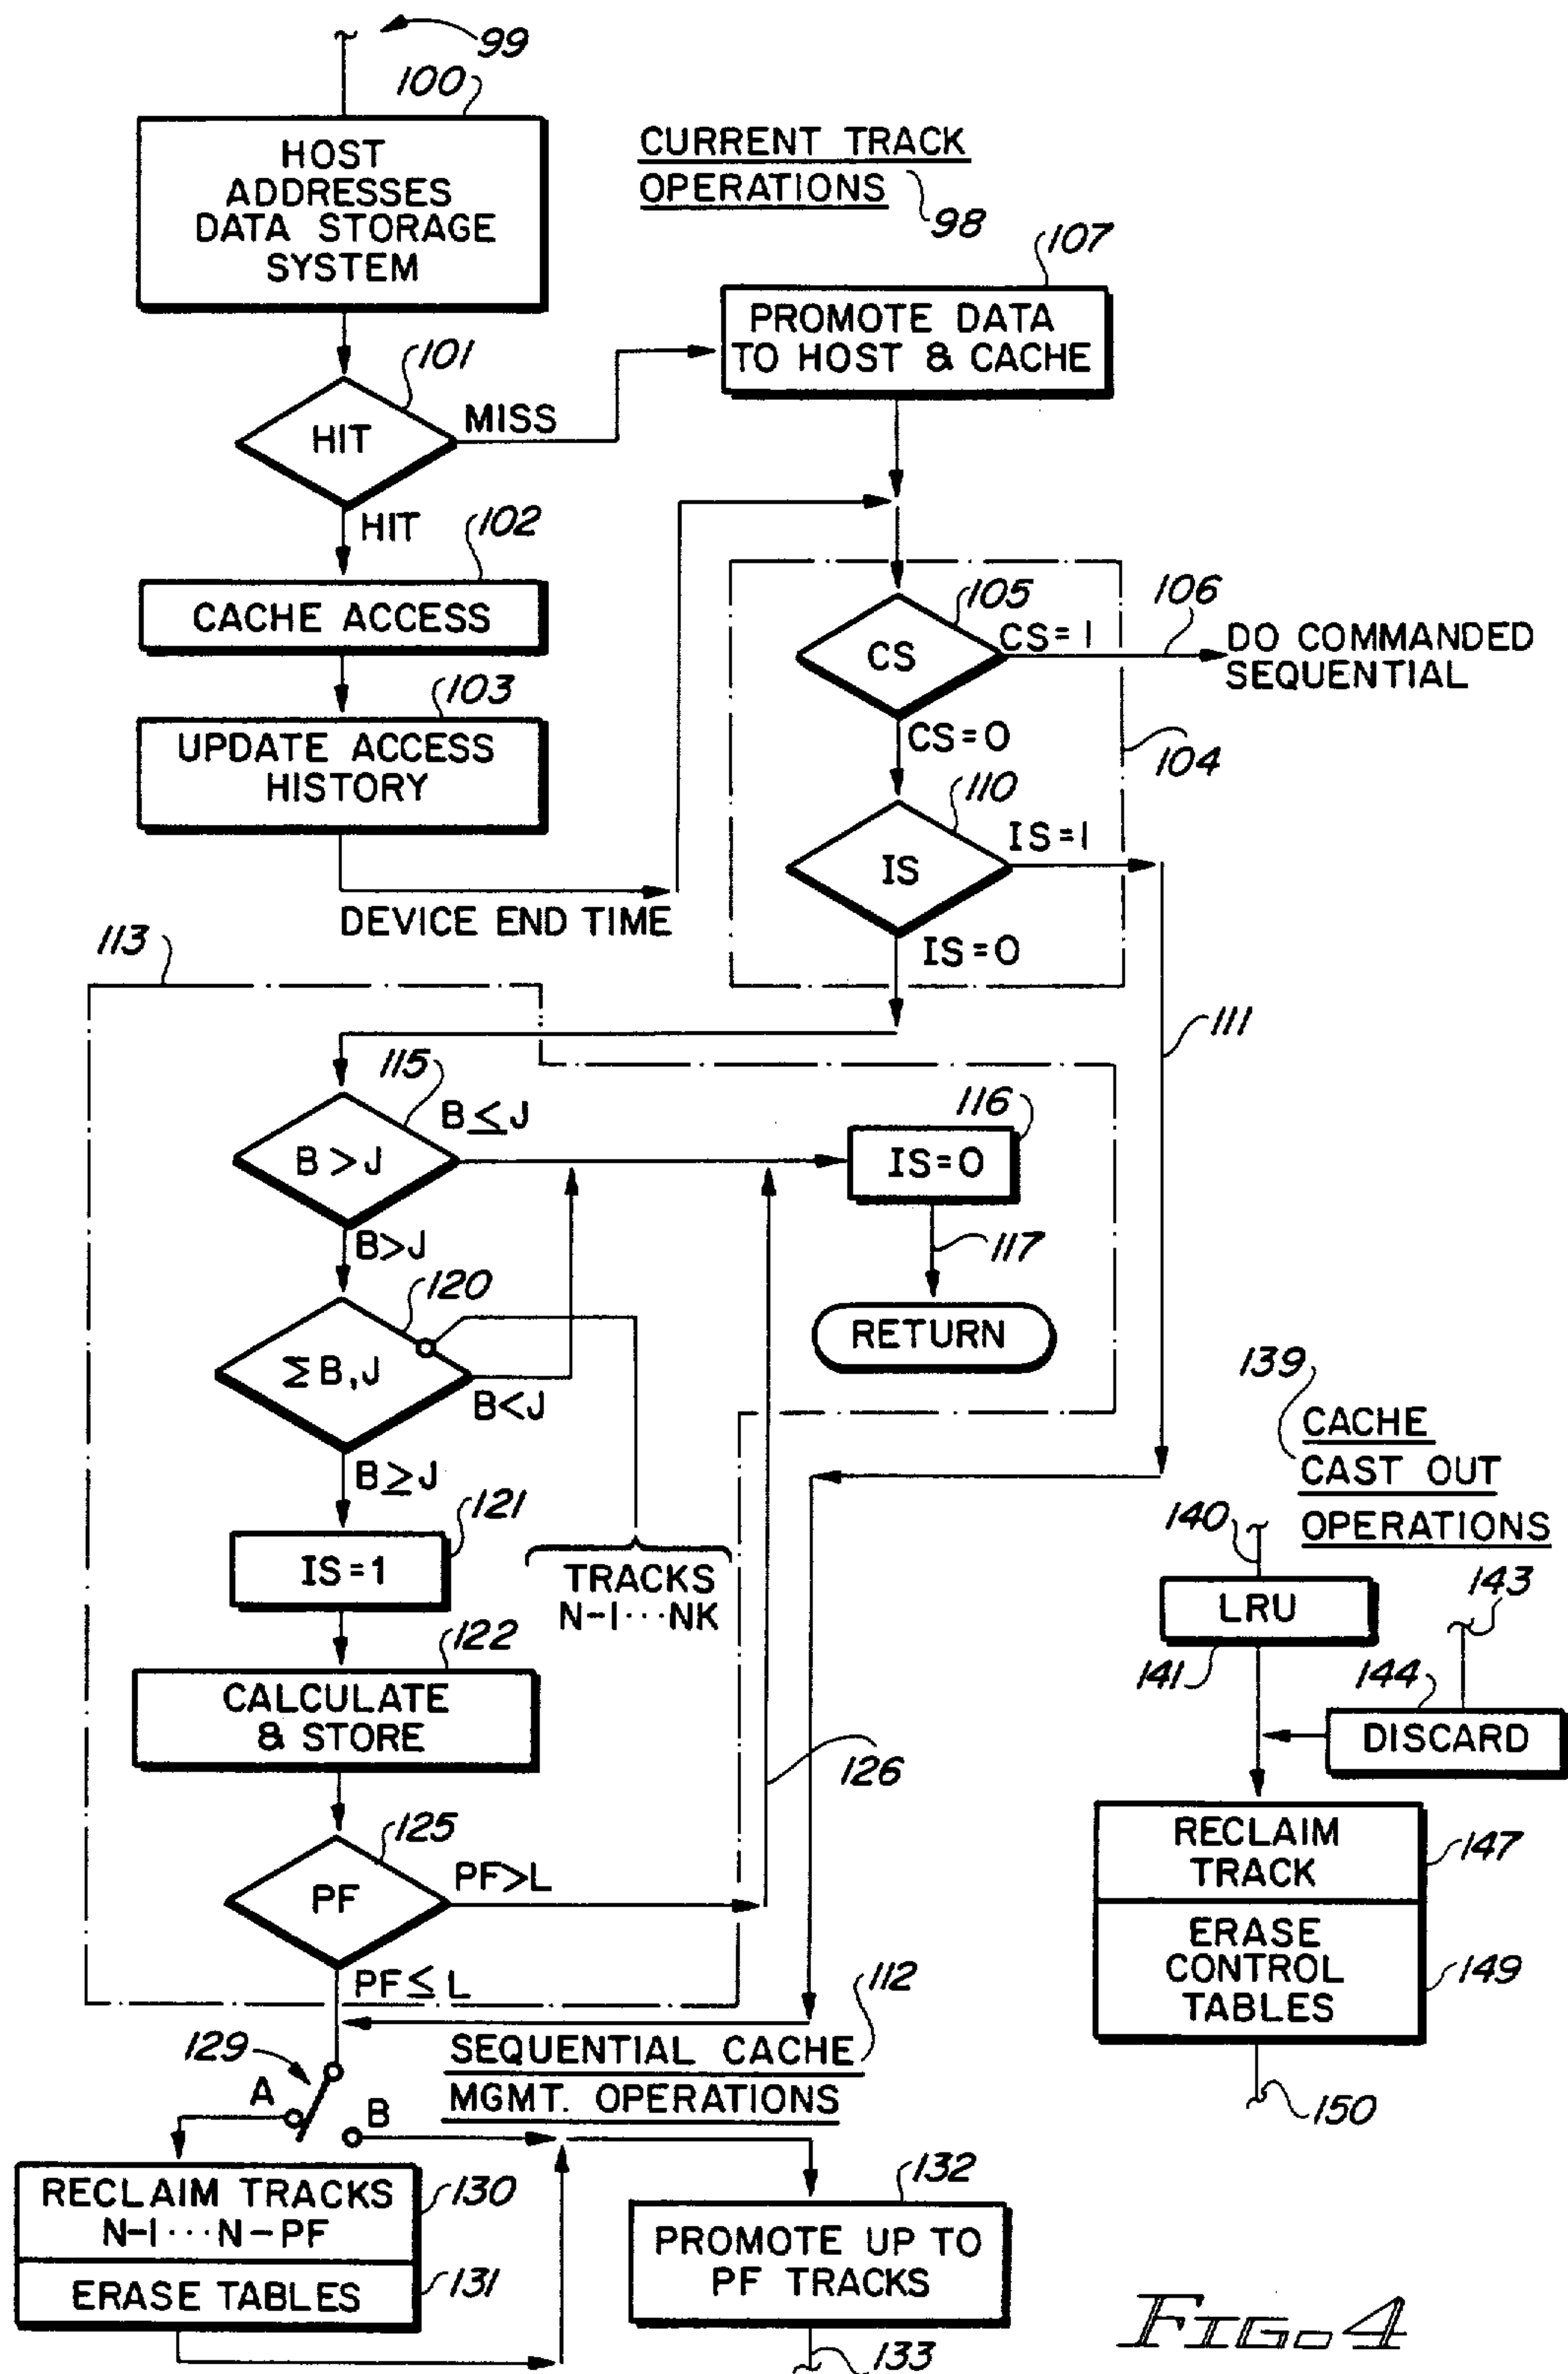 99
100
HOST
ADDRESSES
DATA STORAGE
SYSTEM
CURRENT TRACK
OPERATIONS
98
101
HIT
MISS
HIT
107
PROMOTE DATA
TO HOST & CACHE
102
CACHE ACCESS
103
UPDATE ACCESS
HISTORY
DEVICE END TIME
105
CS
CS=1
106
DO COMMANDED
SEQUENTIAL
CS=0
104
110
IS
IS=1
IS=0
111
113
115
B>J
B≤J
B>J
116
IS=0
117
RETURN
120
ΣB,J
B<J
B≥J
121
IS=1
TRACKS
N-1···NK
122
CALCULATE
& STORE
125
PF
PF>L
126
PF≤L
139
CACHE
CAST OUT
OPERATIONS
140
LRU
141
143
144
DISCARD
RECLAIM
TRACK
147
ERASE
CONTROL
TABLES
149
150
112
SEQUENTIAL CACHE
MGMT. OPERATIONS
129
A
B
RECLAIM TRACKS
N-1···N-PF
130
ERASE TABLES
131
132
PROMOTE UP TO
PF TRACKS
133
FIG. 4